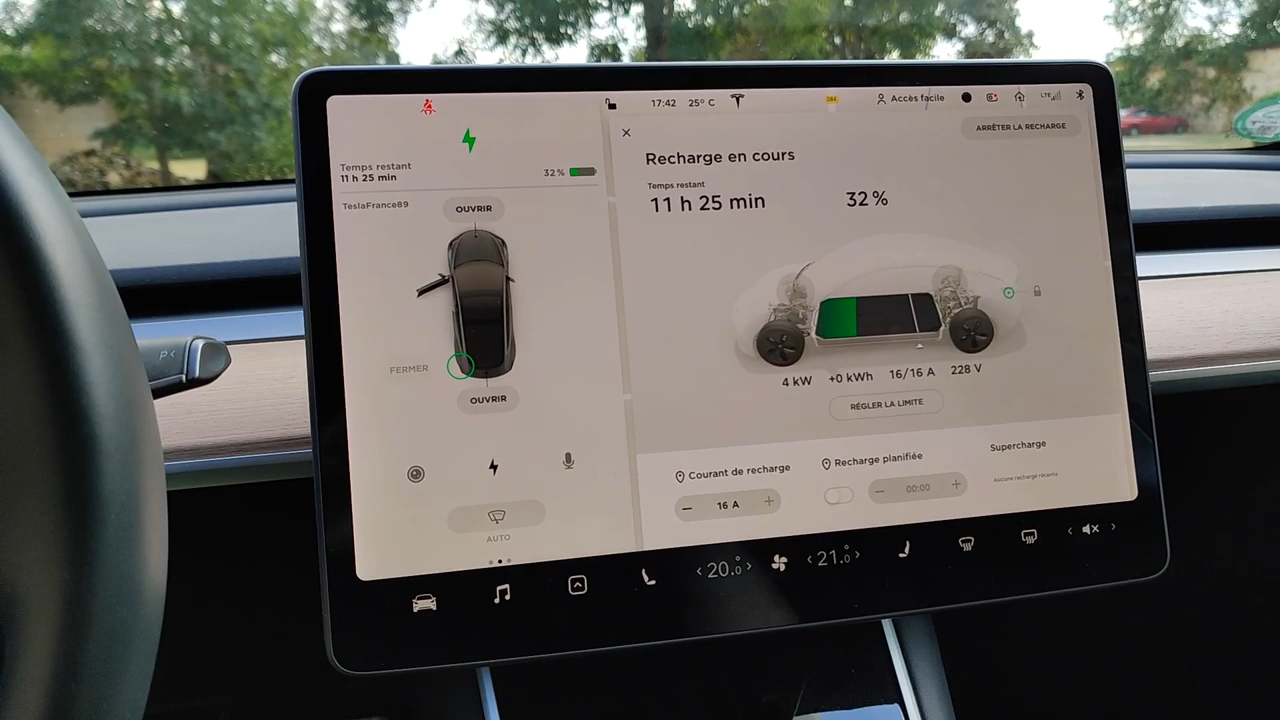 17:42 25° C
Accès facile
LTE
ARRÊTER LA RECHARGE
Temps restant
11 h 25 min
32 %
TeslaFrance89
OUVRIR
FERMER
OUVRIR
AUTO
Recharge en cours
Temps restant
11 h 25 min
32 %
4 kW +0 kWh 16/16 A 228 V
RÉGLER LA LIMITE
Courant de recharge
− 16 A +
Recharge planifiée
− 00:00 +
Supercharge
Aucune recharge récente
< 20.0 >
< 21.0 >
P <